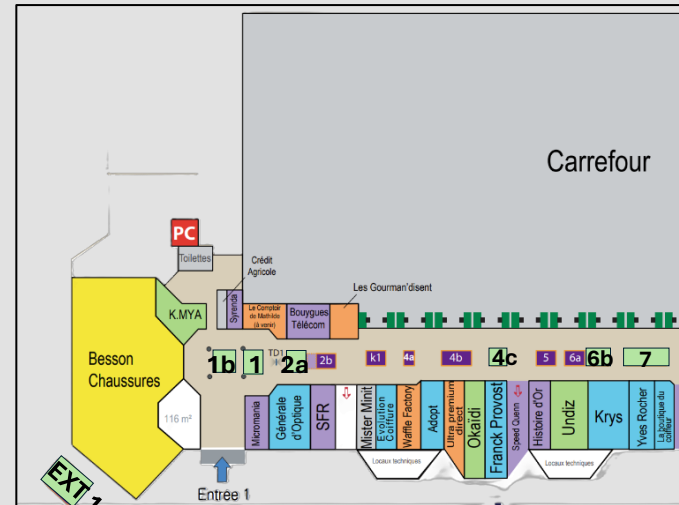 Carrefour
PC
Toilettes
Crédit
Agricole
Les Gourman'disent
K.MYA
Syrenda
Le Comptoir
de Mathilde
(à venir)
Bouygues
Télécom
Besson
Chaussures
1b
1
TD1
2a
2b
k1
4a
4b
4c
5
6a
6b
7
116 m²
Micromania
Générale
d'Optique
SFR
Mister Minit
Evolution
Coiffure
Waffle Factory
Adopt
Ultra premium
direct
Okaïdi
Franck Provost
Speed Quenn
Histoire d'Or
Undiz
Krys
Yves Rocher
La boutique du
coiffeur
Locaux techniques
Locaux techniques
EXT 1
Entrée 1